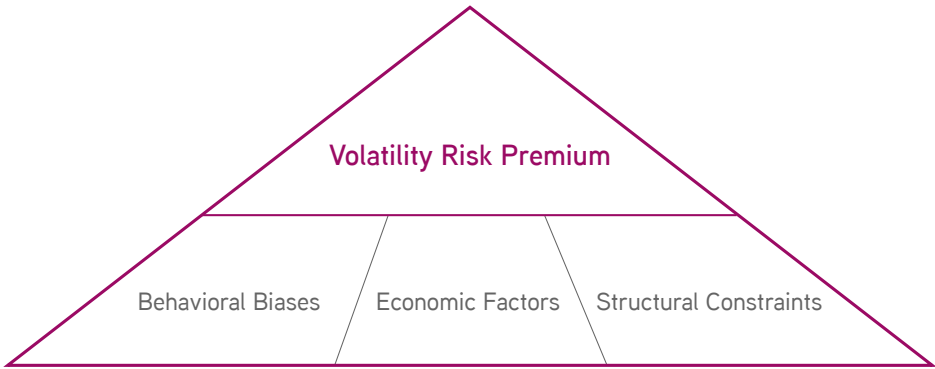 Volatility Risk Premium
Behavioral Biases
Economic Factors
Structural Constraints